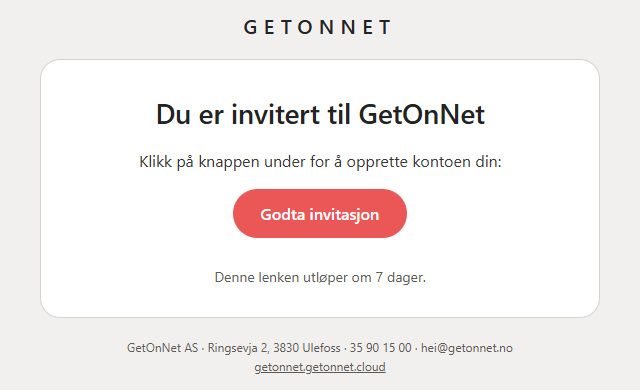 GETONNET
Du er invitert til GetOnNet
Klikk på knappen under for å opprette kontoen din:
Godta invitasjon
Denne lenken utløper om 7 dager.
GetOnNet AS · Ringsevja 2, 3830 Ulefoss · 35 90 15 00 · hei@getonnet.no
getonnet.getonnet.cloud